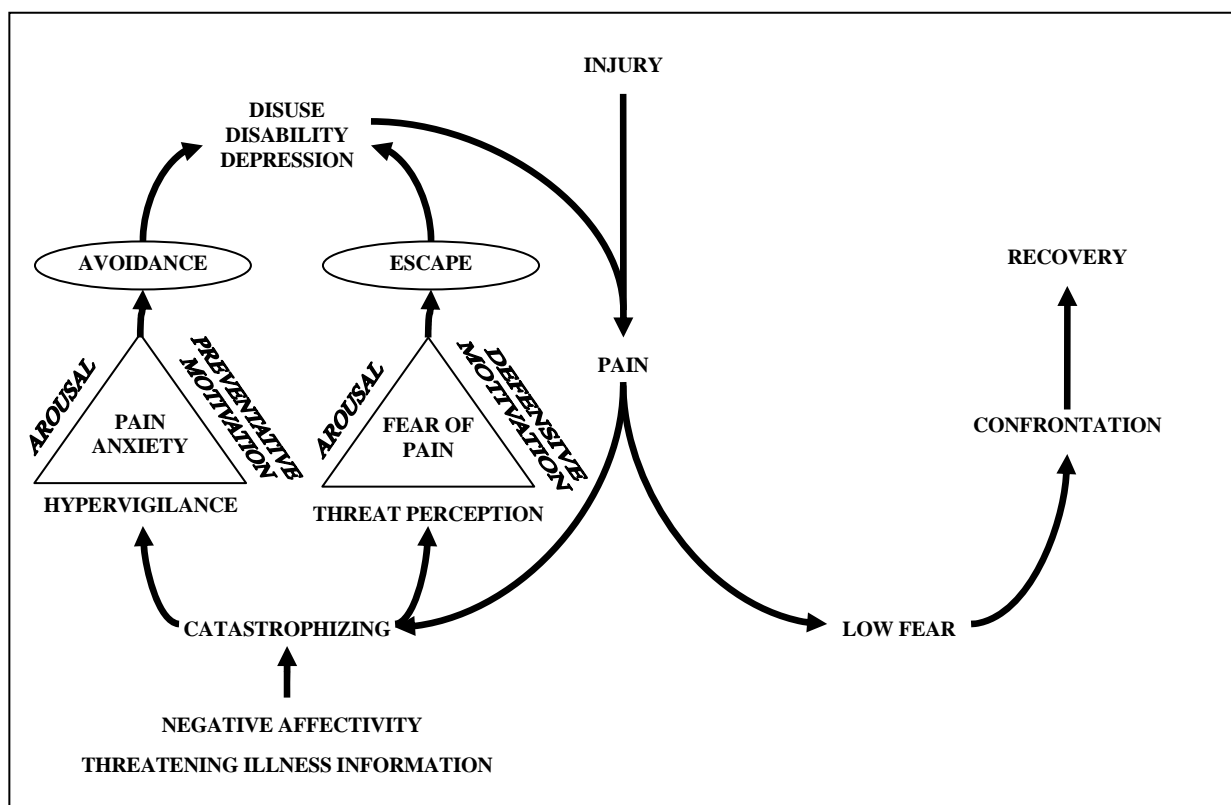 INJURY
DISUSE
DISABILITY
DEPRESSION
AVOIDANCE
ESCAPE
RECOVERY
AROUSAL
PREVENTATIVE
MOTIVATION
AROUSAL
DEFENSIVE
MOTIVATION
PAIN
PAIN
ANXIETY
FEAR OF
PAIN
CONFRONTATION
HYPERVIGILANCE
THREAT PERCEPTION
CATASTROPHIZING
LOW FEAR
NEGATIVE AFFECTIVITY
THREATENING ILLNESS INFORMATION